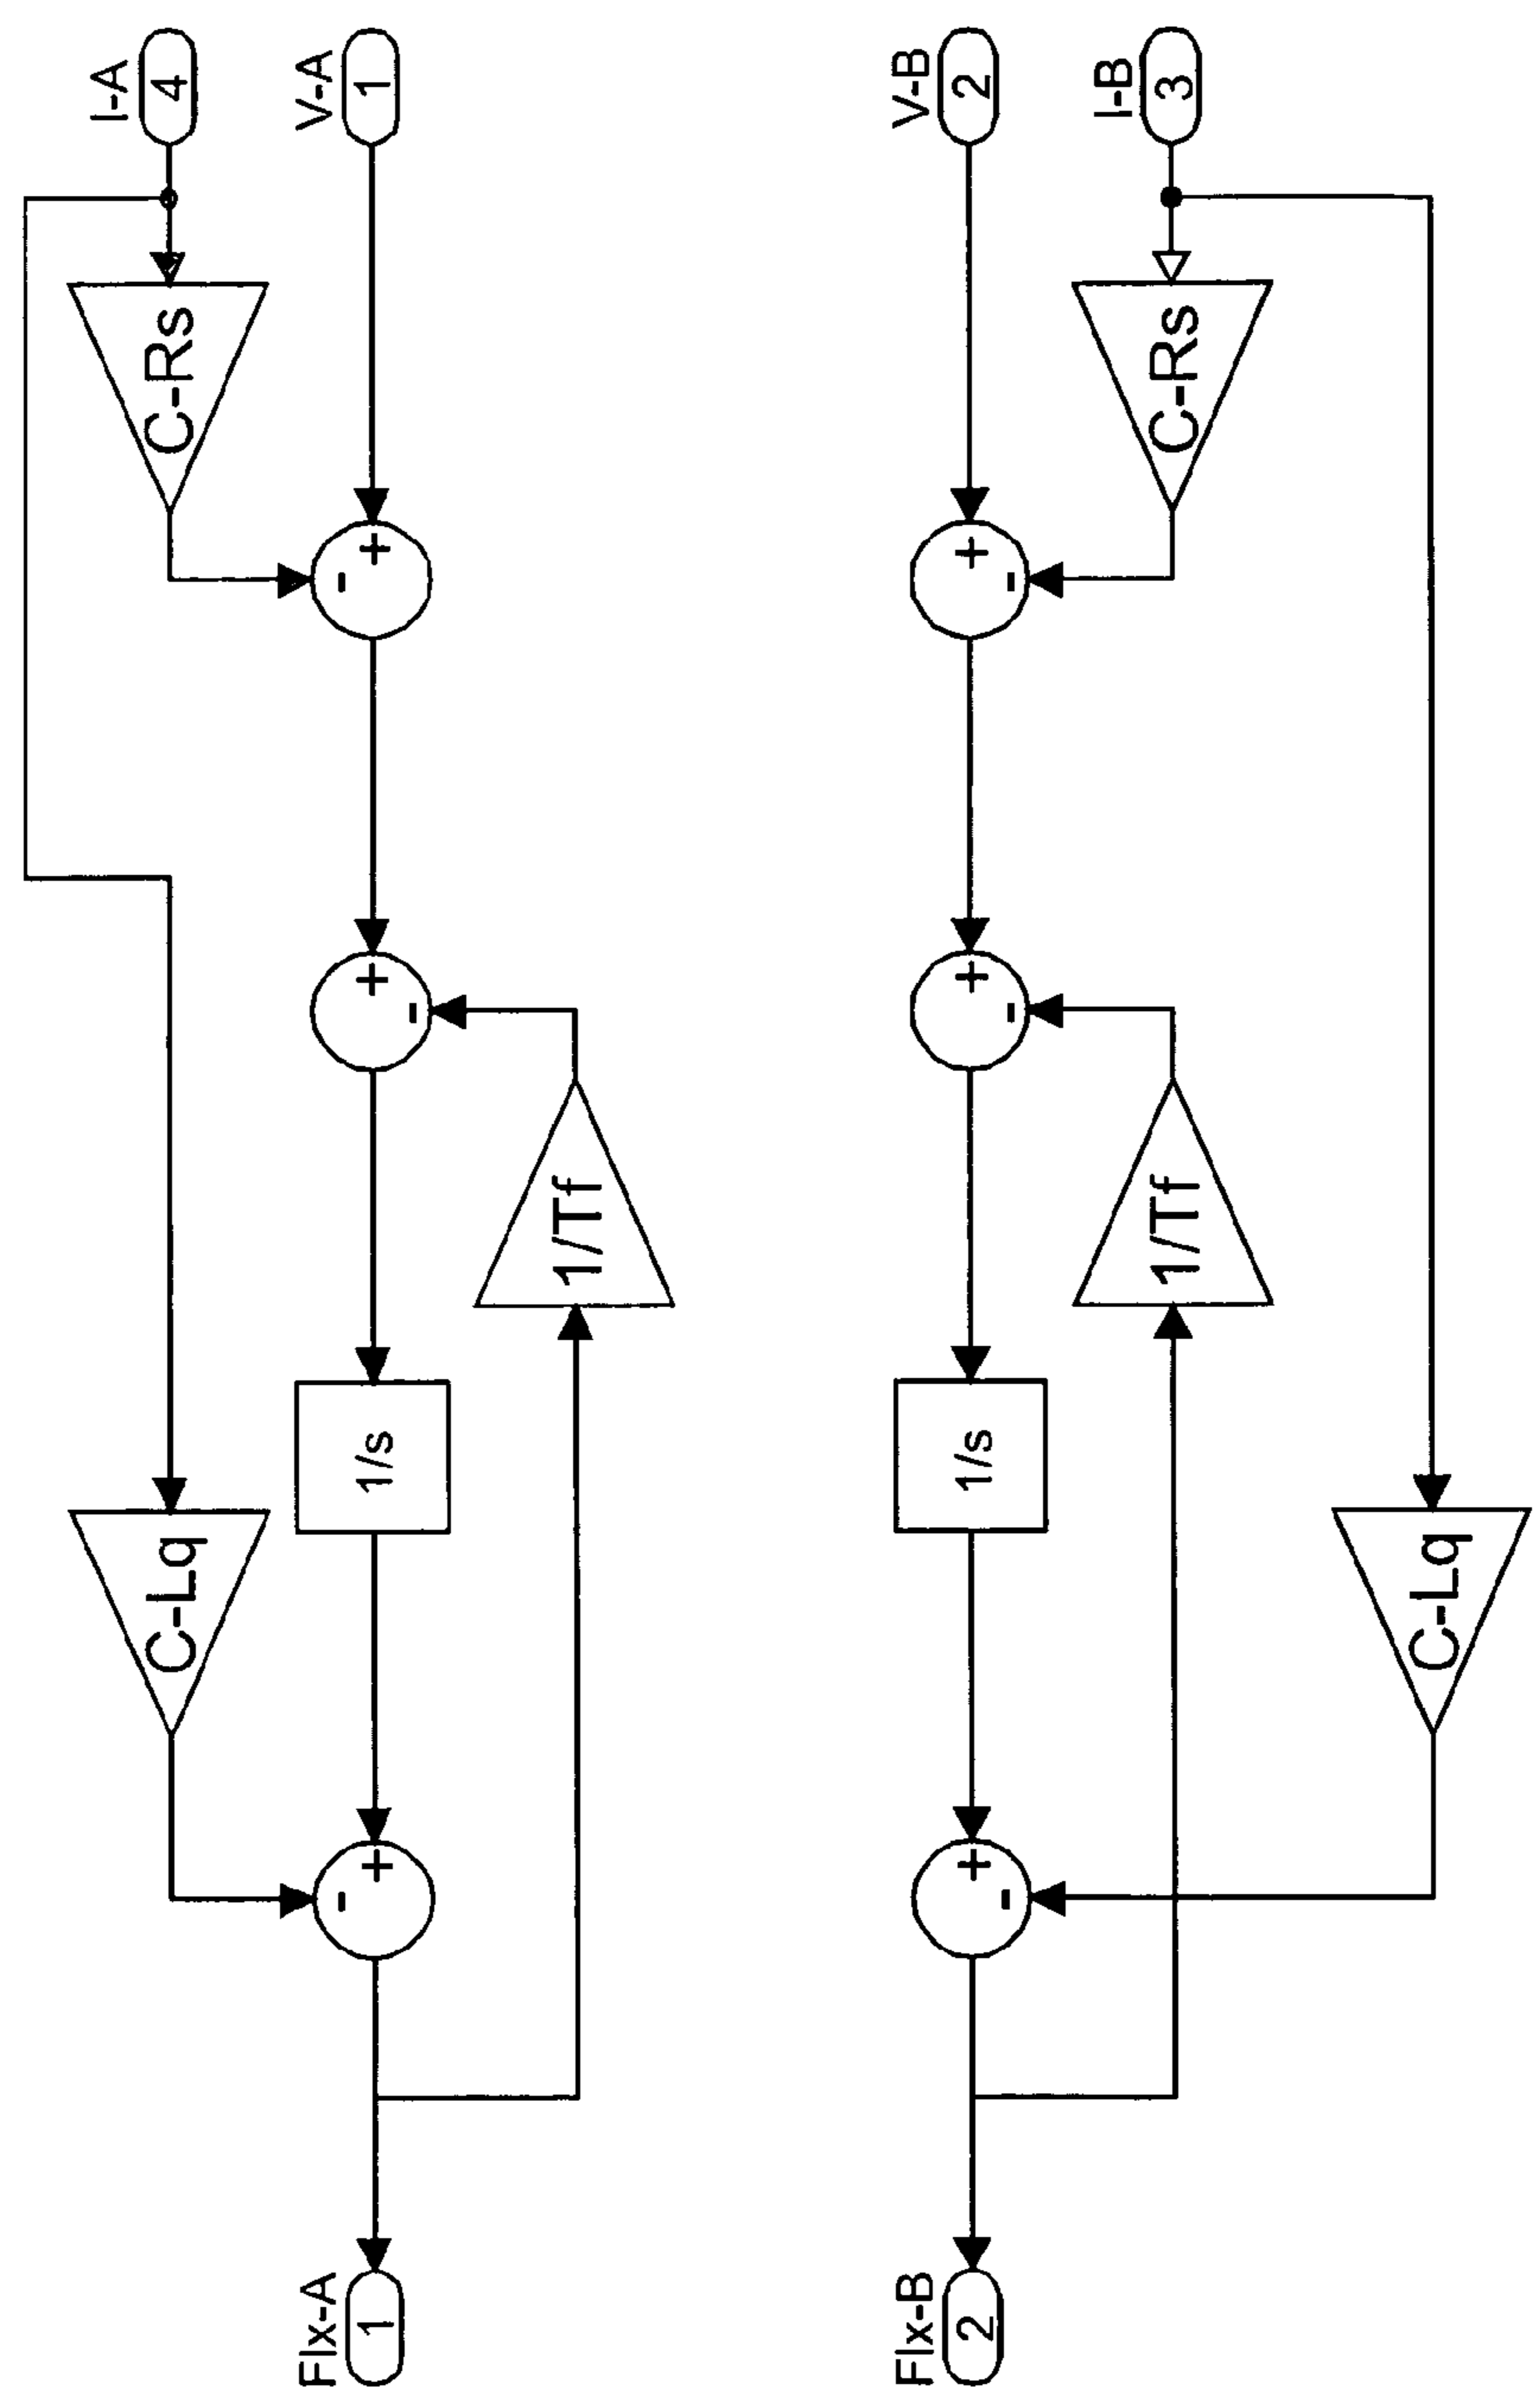 I-A
4
C-Rs
-
C-Lq
-
V-A
1
+
+
-
1/s
+
1/Tf
Flx-A
1
V-B
2
+
-
+
-
1/s
+
-
1/Tf
Flx-B
2
I-B
3
C-Rs
C-Lq